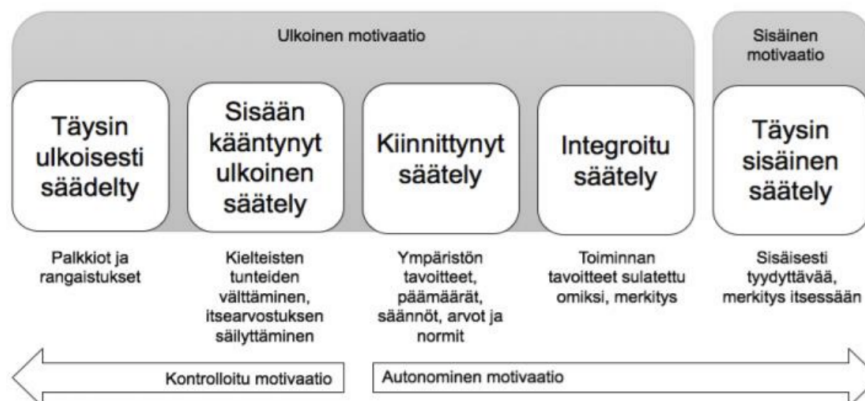 Ulkoinen motivaatio
Sisäinen
motivaatio
Täysin
ulkoisesti
säädelty
Sisään
kääntynyt
ulkoinen
säätely
Kiinnittynyt
säätely
Integroitu
säätely
Täysin
sisäinen
säätely
Palkkiot ja
rangaistukset
Kielteisten
tunteiden
välttäminen,
itsearvostuksen
säilyttäminen
Ympäristön
tavoitteet,
päämäärät,
säännöt, arvot ja
normit
Toiminnan
tavoitteet sulatettu
omiksi, merkitys
Sisäisesti
tyydyttävää,
merkitys itsessään
Kontrolloitu motivaatio
Autonominen motivaatio